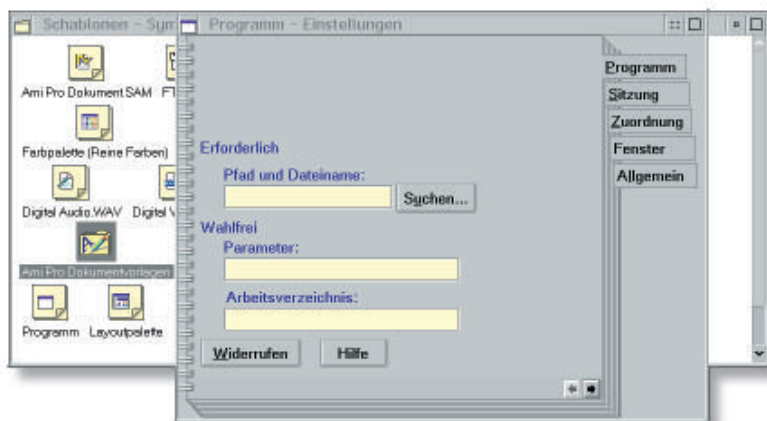 Schablonen – Sym
Programm – Einstellungen
Ami Pro Dokument.SAM FT
Farbpalette (Reine Farben)
Digital Audio.WAV Digital V
Ami Pro Dokumentvorlagen
Programm Layoutpalette
Erforderlich
Pfad und Dateiname:
Suchen...
Wahlfrei
Parameter:
Arbeitsverzeichnis:
Widerrufen Hilfe
Programm
Sitzung
Zuordnung
Fenster
Allgemein